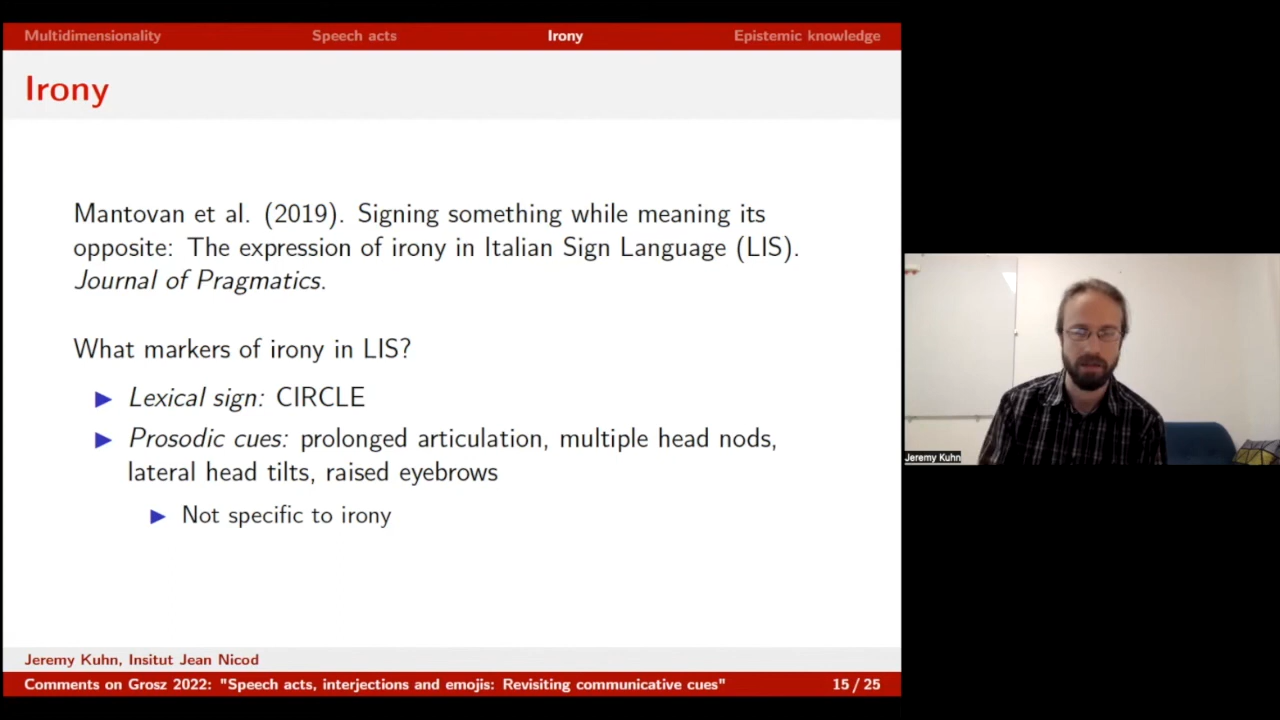 Multidimensionality Speech acts Irony Epistemic knowledge
Irony
Mantovan et al. (2019). Signing something while meaning its
opposite: The expression of irony in Italian Sign Language (LIS).
Journal of Pragmatics.
What markers of irony in LIS?
Lexical sign: CIRCLE
Prosodic cues: prolonged articulation, multiple head nods,
lateral head tilts, raised eyebrows
Not specific to irony
Jeremy Kuhn, Insitut Jean Nicod
Comments on Grosz 2022: "Speech acts, interjections and emojis: Revisiting communicative cues" 15 / 25
Jeremy Kuhn